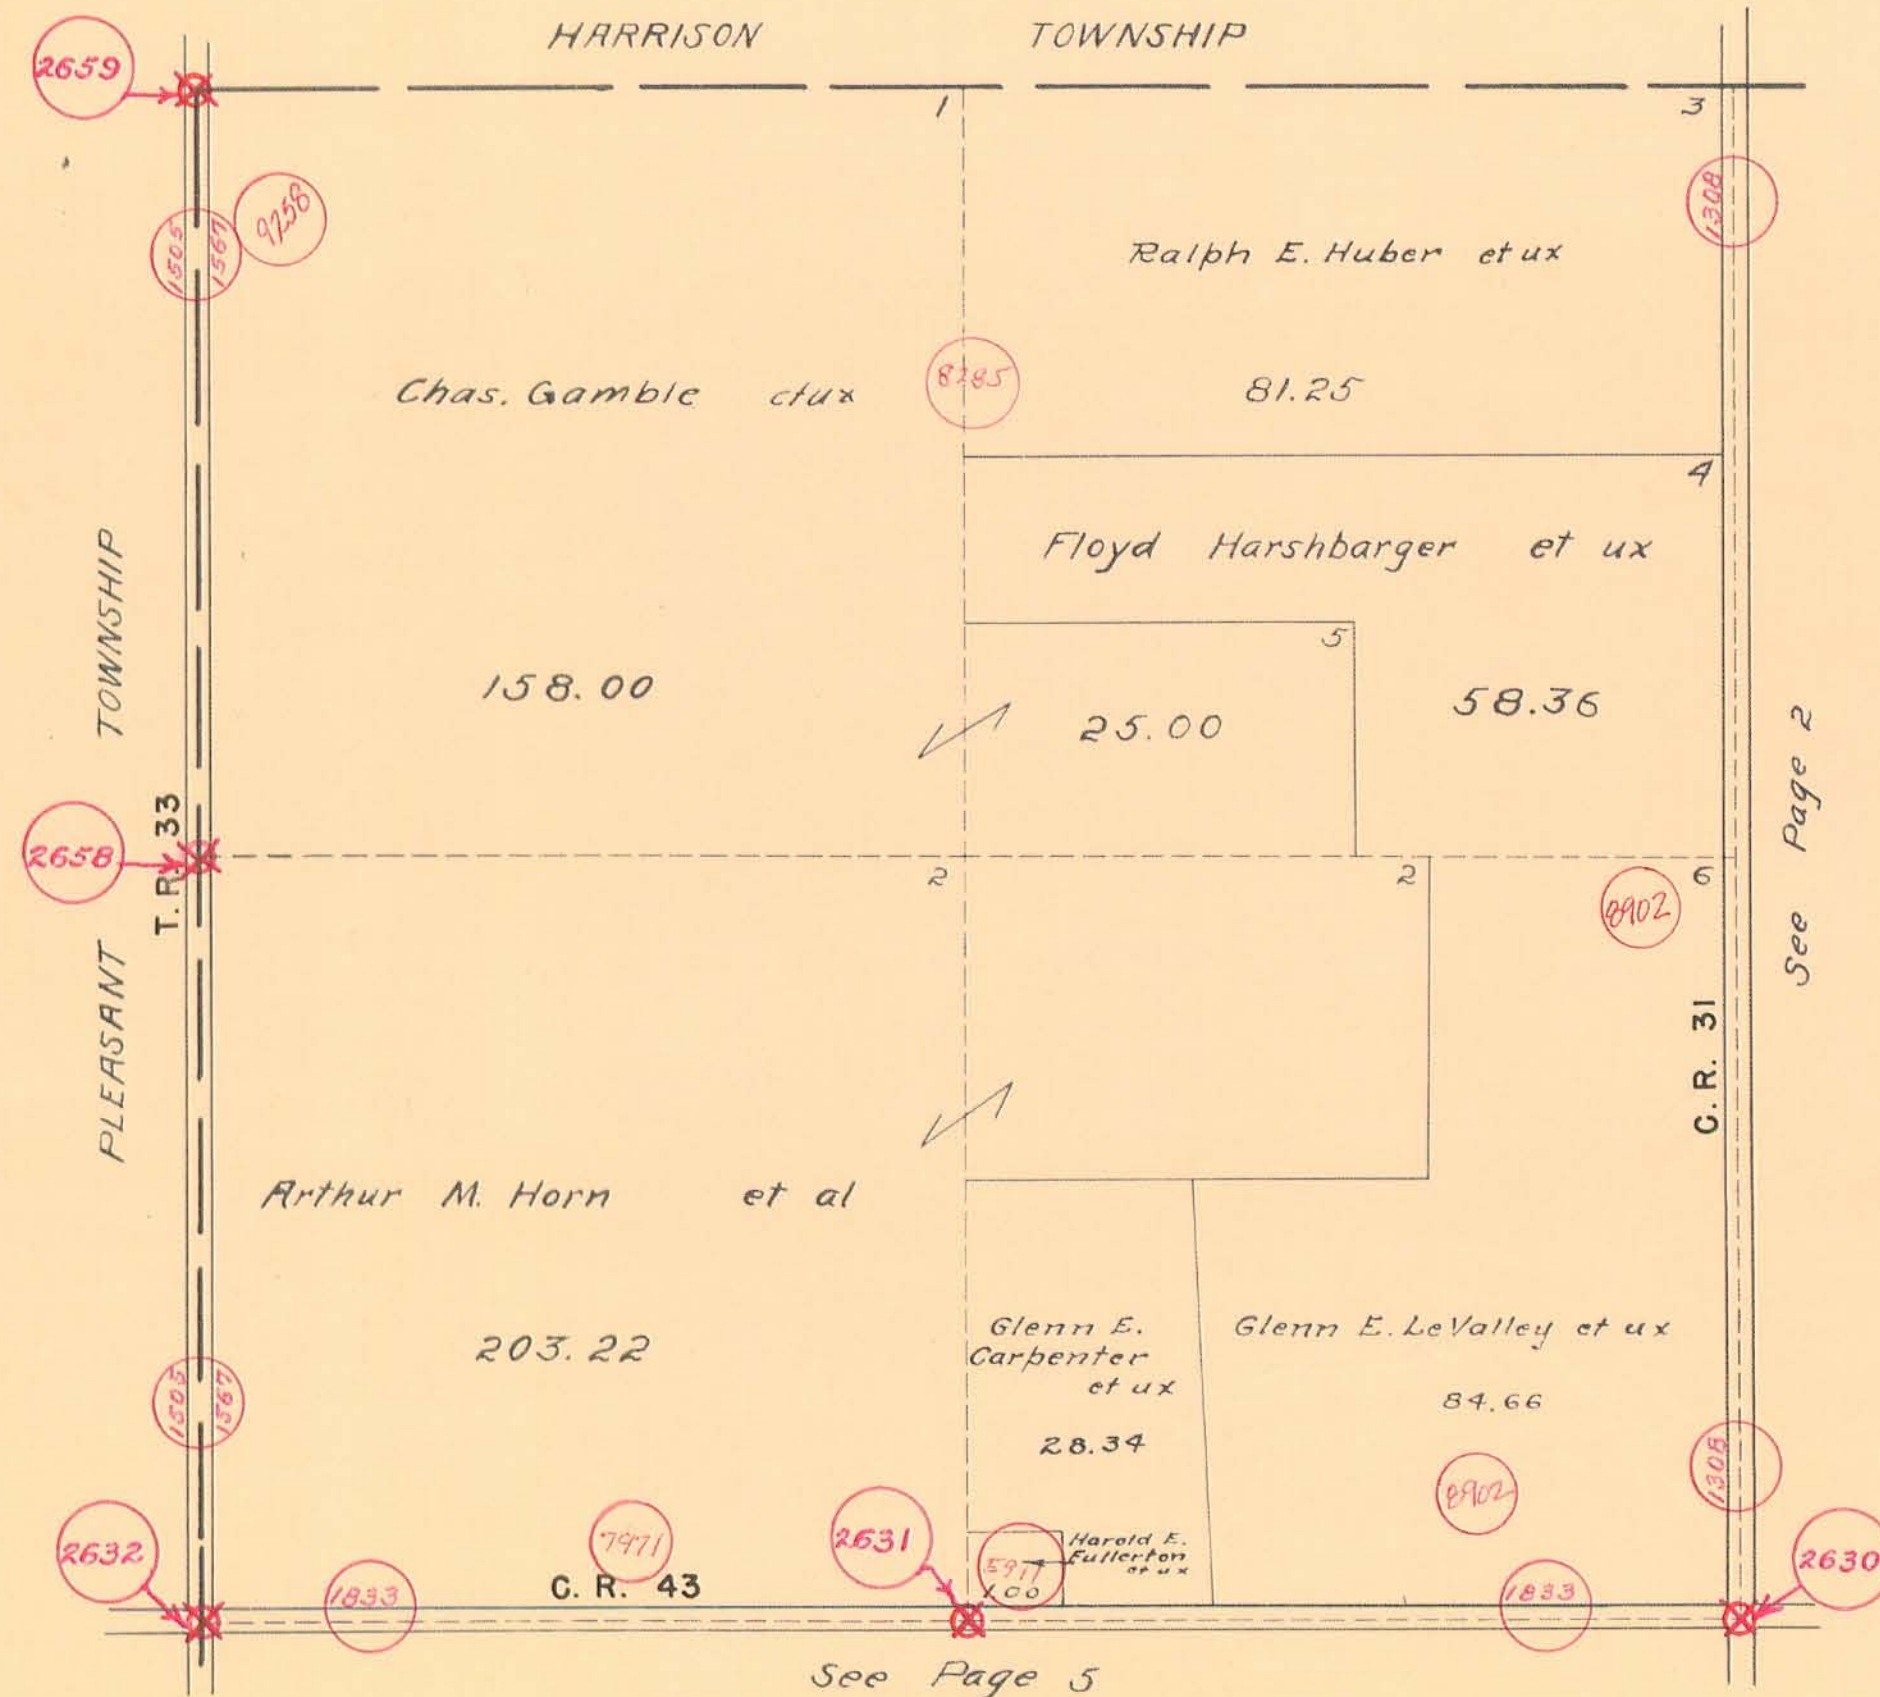 HARRISON TOWNSHIP
2659
1
3
1308
1505
1567
9258
Ralph E. Huber et ux
Chas. Gamble etux
8285
81.25
4
Floyd Harshbarger et ux
5
158.00
25.00
58.36
PLEASANT TOWNSHIP
T.R. 33
2658
See Page 2
2
2
6
8902
C.R. 31
Arthur M. Horn et al
203.22
Glenn E.
Carpenter
et ux
28.34
Glenn E. LeValley et ux
84.66
1505
1567
8902
1308
2632
7971
2631
Harold E.
Fullerton
et ux
1.00
2630
1833
C. R. 43
1833
See Page 5